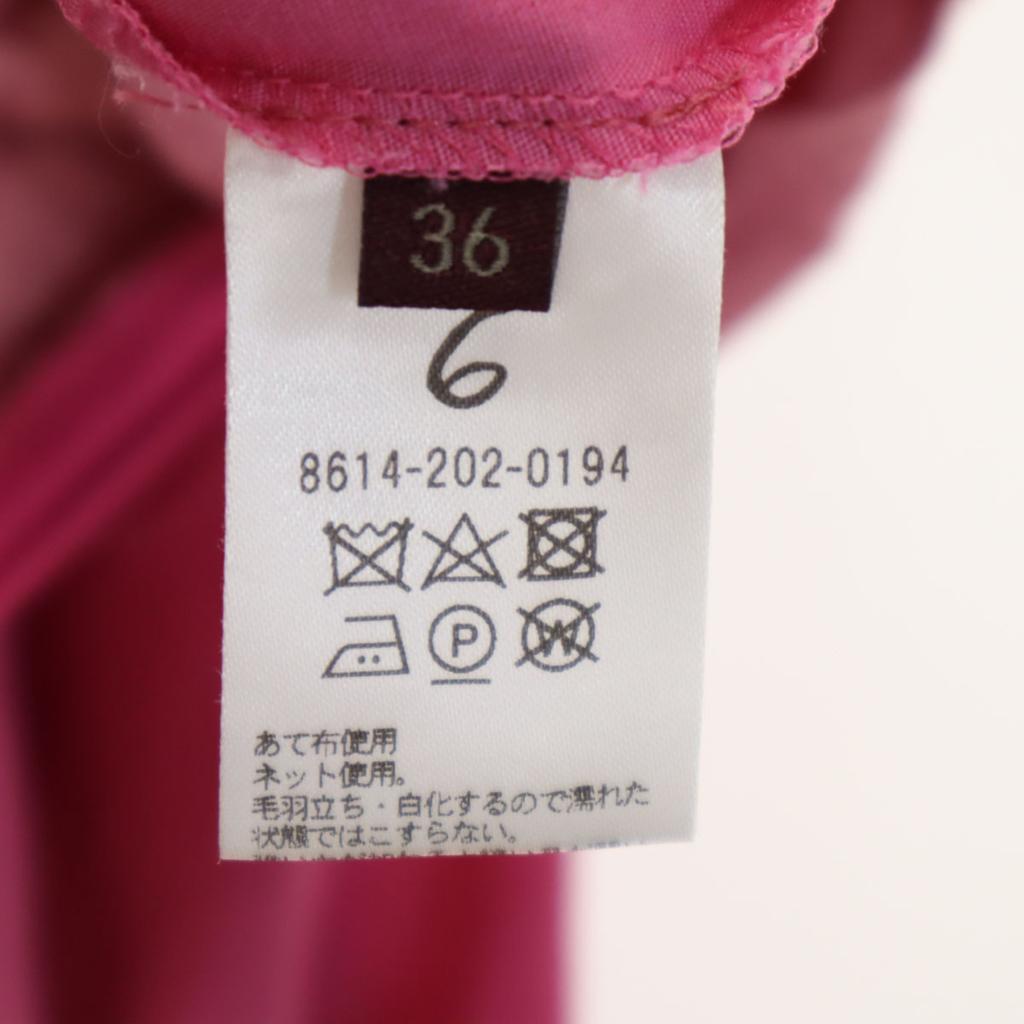 36
6
8614-202-0194
P
W
あて布使用
ネット使用。
毛羽立ち・白化するので濡れた
状態ではこすらない。